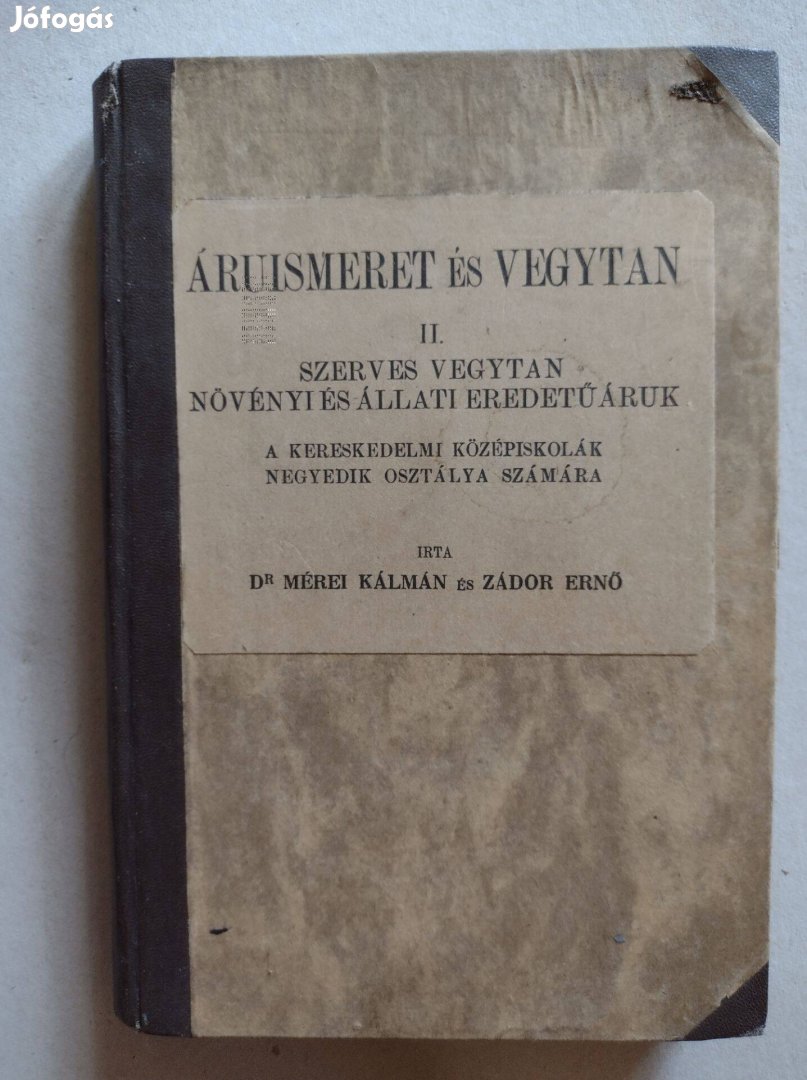 Jófogás
ÁRUISMERET ÉS VEGYTAN
II.
SZERVES VEGYTAN
NÖVÉNYI ÉS ÁLLATI EREDETŰ ÁRUK
A KERESKEDELMI KÖZÉPISKOLÁK
NEGYEDIK OSZTÁLYA SZÁMÁRA
IRTA
DR MÉREI KÁLMÁN ÉS ZÁDOR ERNŐ